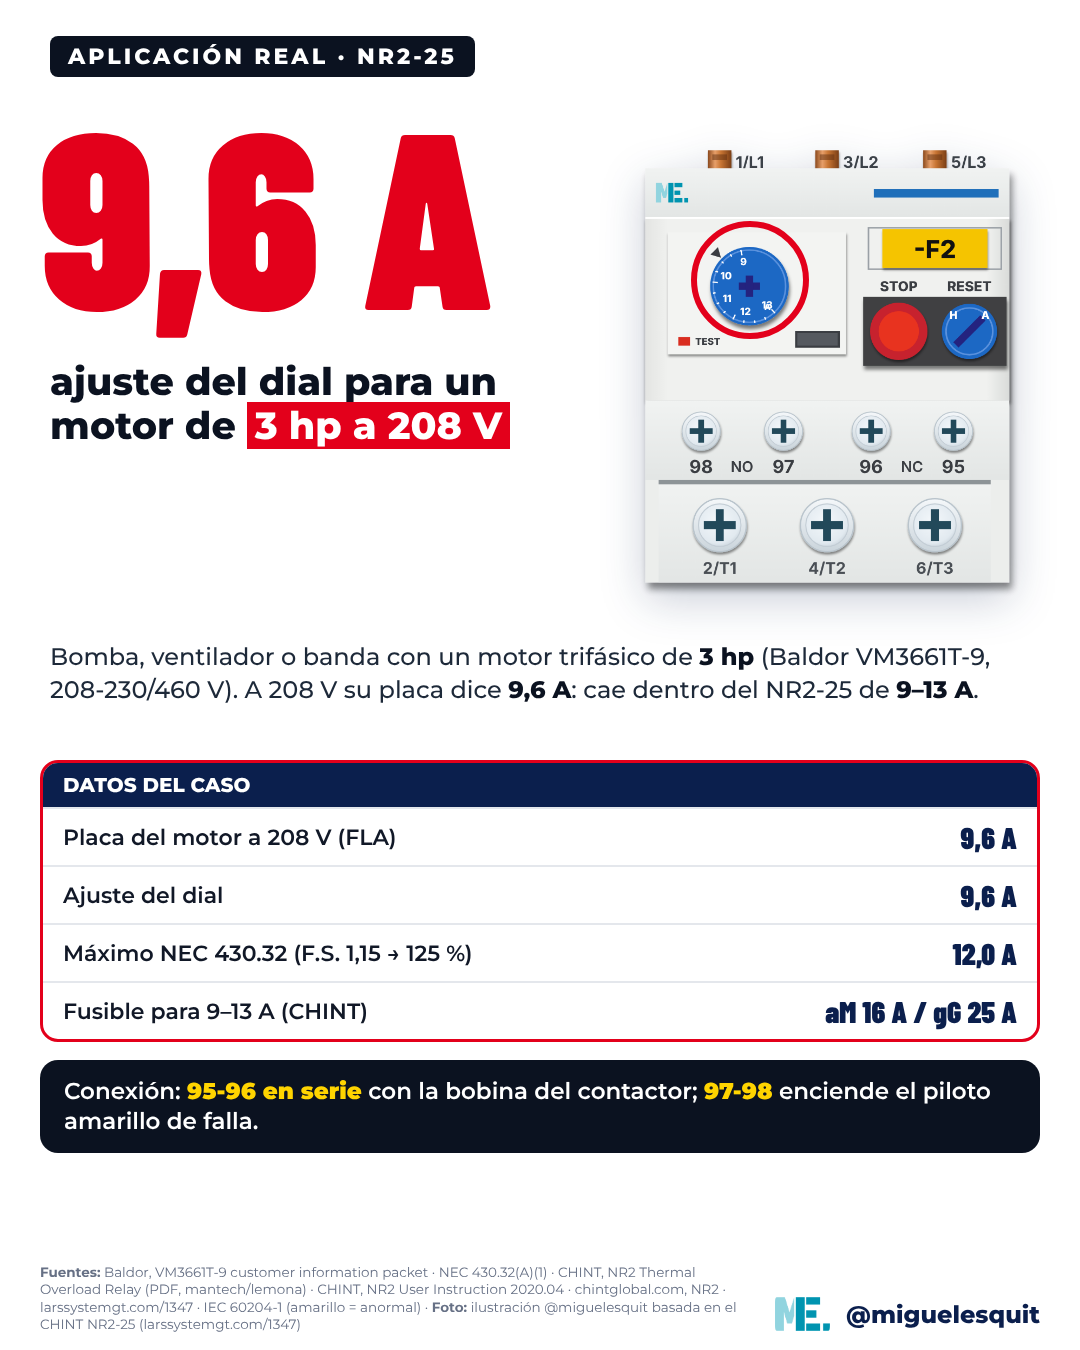 APLICACIÓN REAL · NR2-25
9,6 A
ajuste del dial para un
motor de 3 hp a 208 V
1/L1 3/L2 5/L3
ME.
-F2
STOP RESET
H A
9
10
11
12
13
TEST
98 NO 97 96 NC 95
2/T1 4/T2 6/T3
Bomba, ventilador o banda con un motor trifásico de 3 hp (Baldor VM3661T-9,
208-230/460 V). A 208 V su placa dice 9,6 A: cae dentro del NR2-25 de 9–13 A.
DATOS DEL CASO
Placa del motor a 208 V (FLA) 9,6 A
Ajuste del dial 9,6 A
Máximo NEC 430.32 (F.S. 1,15 → 125 %) 12,0 A
Fusible para 9–13 A (CHINT) aM 16 A / gG 25 A
Conexión: 95-96 en serie con la bobina del contactor; 97-98 enciende el piloto
amarillo de falla.
Fuentes: Baldor, VM3661T-9 customer information packet · NEC 430.32(A)(1) · CHINT, NR2 Thermal
Overload Relay (PDF, mantech/lemona) · CHINT, NR2 User Instruction 2020.04 · chintglobal.com, NR2 ·
larssystemgt.com/1347 · IEC 60204-1 (amarillo = anormal) · Foto: ilustración @miguelesquit basada en el
CHINT NR2-25 (larssystemgt.com/1347)
ME. @miguelesquit